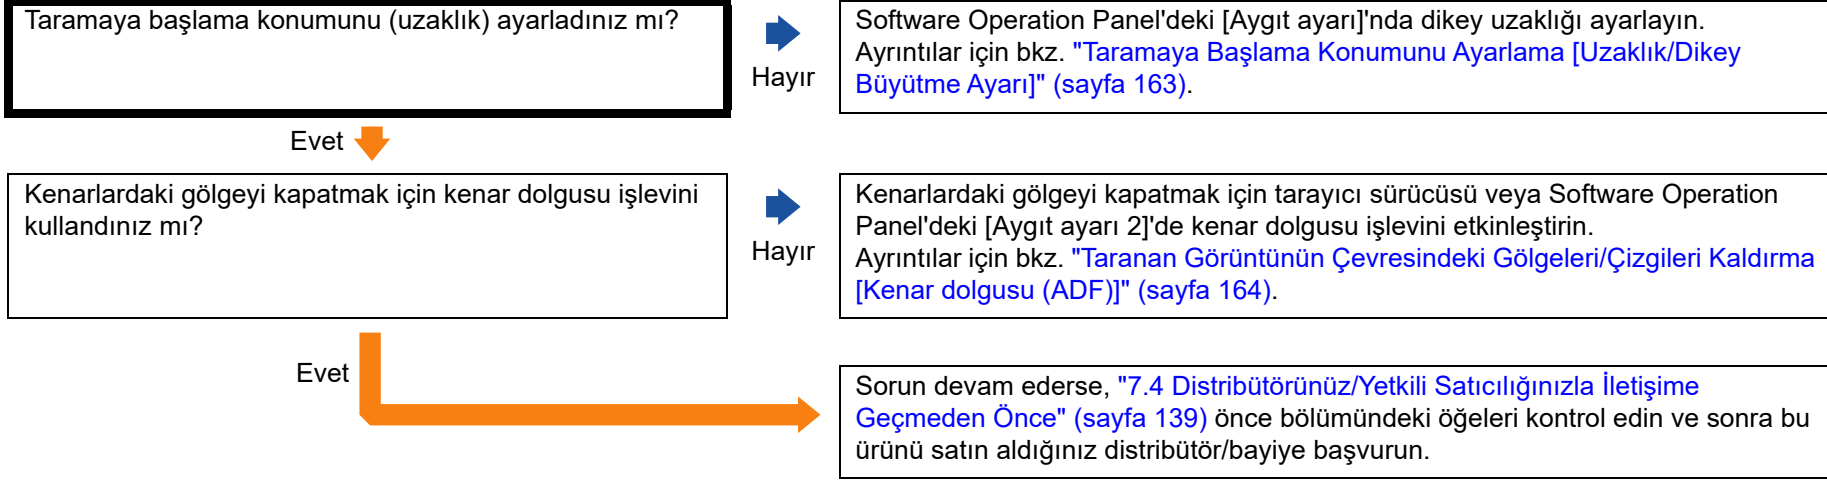 Taramaya başlama konumunu (uzaklık) ayarladınız mı?
Hayır
Software Operation Panel'deki [Aygıt ayarı]'nda dikey uzaklığı ayarlayın.
Ayrıntılar için bkz. "Taramaya Başlama Konumunu Ayarlama [Uzaklık/Dikey
Büyütme Ayarı]" (sayfa 163).
Evet
Kenarlardaki gölgeyi kapatmak için kenar dolgusu işlevini
kullandınız mı?
Hayır
Kenarlardaki gölgeyi kapatmak için tarayıcı sürücüsü veya Software Operation
Panel'deki [Aygıt ayarı 2]'de kenar dolgusu işlevini etkinleştirin.
Ayrıntılar için bkz. "Taranan Görüntünün Çevresindeki Gölgeleri/Çizgileri Kaldırma
[Kenar dolgusu (ADF)]" (sayfa 164).
Evet
Sorun devam ederse, "7.4 Distribütörünüz/Yetkili Satıcılığınızla İletişime
Geçmeden Önce" (sayfa 139) önce bölümündeki öğeleri kontrol edin ve sonra bu
ürünü satın aldığınız distribütör/bayiye başvurun.